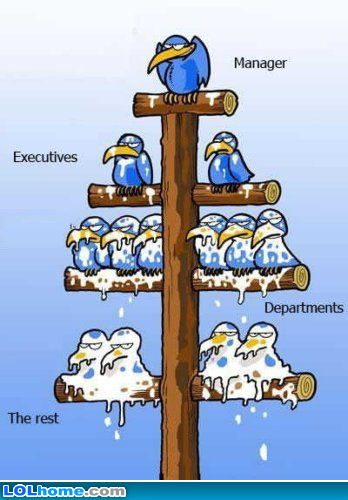 Manager
Executives
Departments
The rest
LOLhome.com